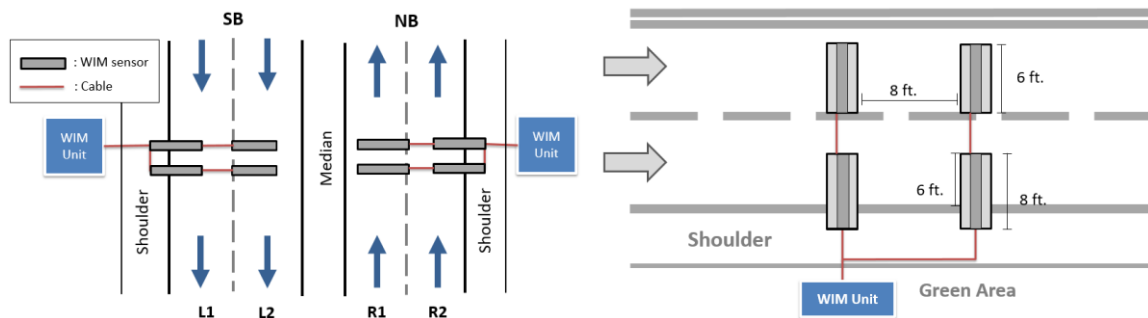 SB
NB
: WIM sensor
: Cable
WIM
Unit
WIM
Unit
Shoulder
Median
Shoulder
L1
L2
R1
R2
8 ft.
6 ft.
6 ft.
8 ft.
Shoulder
WIM Unit
Green Area